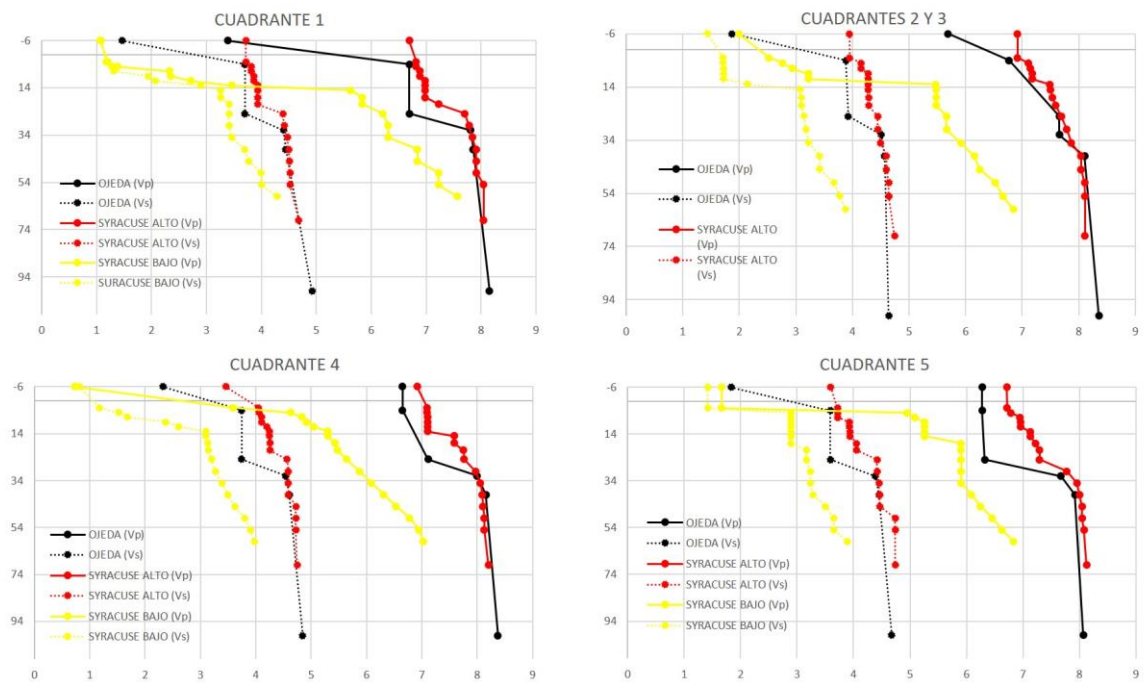 CUADRANTE 1
-6
4
14
24
34
44
54
64
74
84
94
OJEDA (Vp)
OJEDA (Vs)
SYRACUSE ALTO (Vp)
SYRACUSE ALTO (Vs)
SYRACUSE BAJO (Vp)
SURACUSE BAJO (Vs)
0 1 2 3 4 5 6 7 8 9
CUADRANTES 2 Y 3
-6
14
34
54
74
94
OJEDA (Vp)
OJEDA (Vs)
SYRACUSE ALTO
(Vp)
SYRACUSE ALTO
(Vs)
0 1 2 3 4 5 6 7 8 9
CUADRANTE 4
-6
14
34
54
74
94
OJEDA (Vp)
OJEDA (Vs)
SYRACUSE ALTO (Vp)
SYRACUSE ALTO (Vs)
SYRACUSE BAJO (Vp)
SYRACUSE BAJO (Vs)
0 1 2 3 4 5 6 7 8 9
CUADRANTE 5
-6
14
34
54
74
94
OJEDA (Vp)
OJEDA (Vs)
SYRACUSE ALTO (Vp)
SYRACUSE ALTO (Vs)
SYRACUSE BAJO (Vp)
SYRACUSE BAJO (Vs)
0 1 2 3 4 5 6 7 8 9